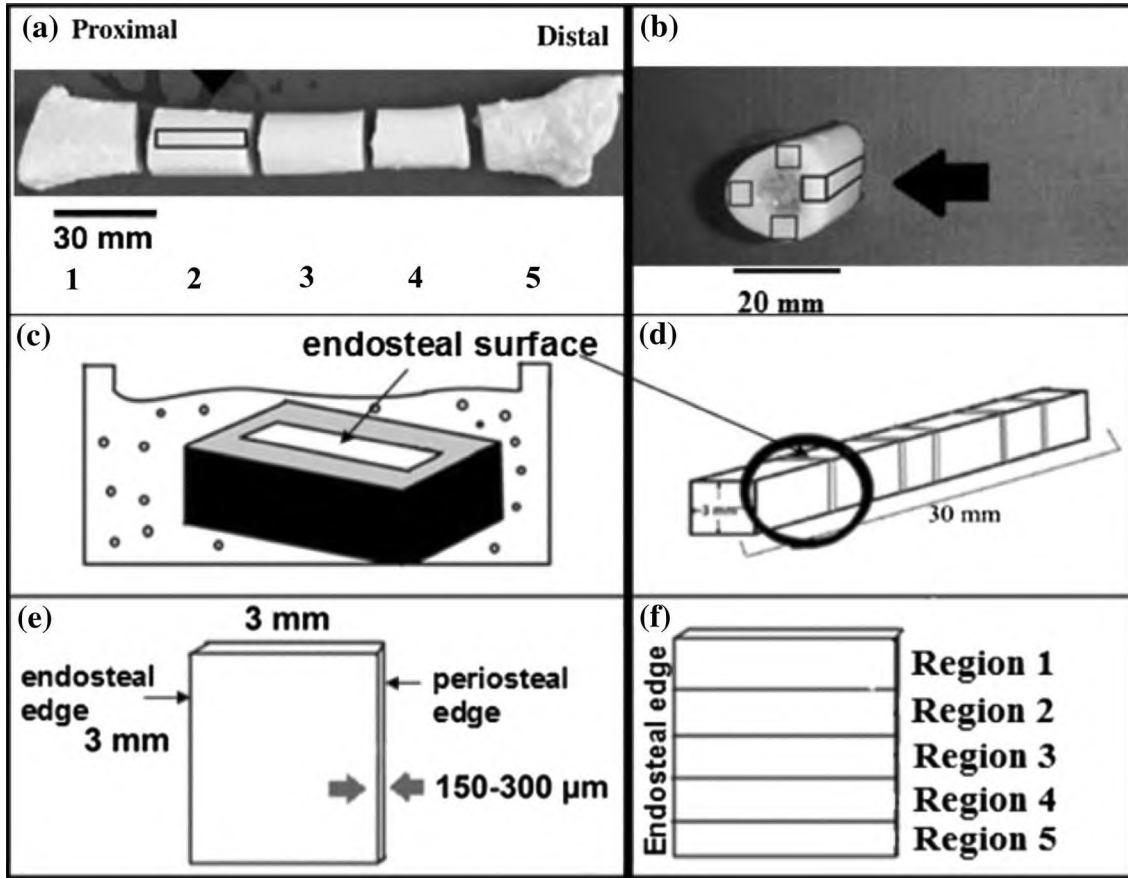 (a) Proximal
Distal
30 mm
1 2 3 4 5
(b)
20 mm
(c)
endosteal surface
(d)
3 mm
30 mm
(e)
3 mm
endosteal
edge
3 mm
periosteal
edge
150-300 µm
(f)
Endosteal edge
Region 1
Region 2
Region 3
Region 4
Region 5